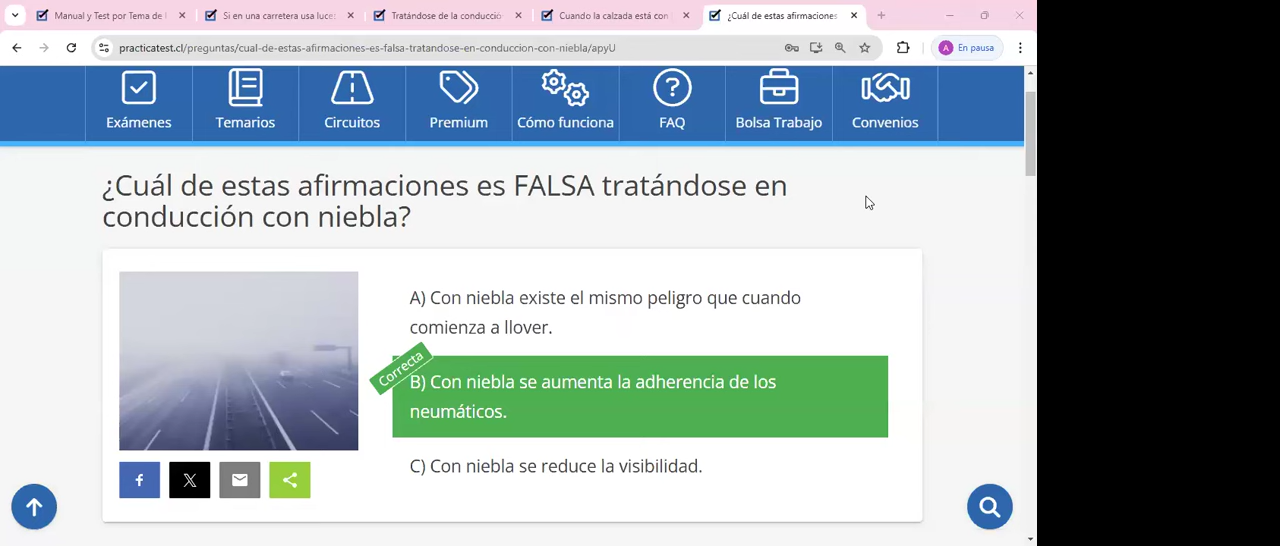 Manual y Test por Tema de
Si en una carretera usa luce
Tratándose de la conducció
Cuando la calzada está con
¿Cuál de estas afirmaciones
practicatest.cl/preguntas/cual-de-estas-afirmaciones-es-falsa-tratandose-en-conduccion-con-niebla/apyU
A
En pausa
Exámenes
Temarios
Circuitos
Premium
Cómo funciona
FAQ
Bolsa Trabajo
Convenios
¿Cuál de estas afirmaciones es FALSA tratándose en
conducción con niebla?
A) Con niebla existe el mismo peligro que cuando
comienza a llover.
Correcta
B) Con niebla se aumenta la adherencia de los
neumáticos.
C) Con niebla se reduce la visibilidad.